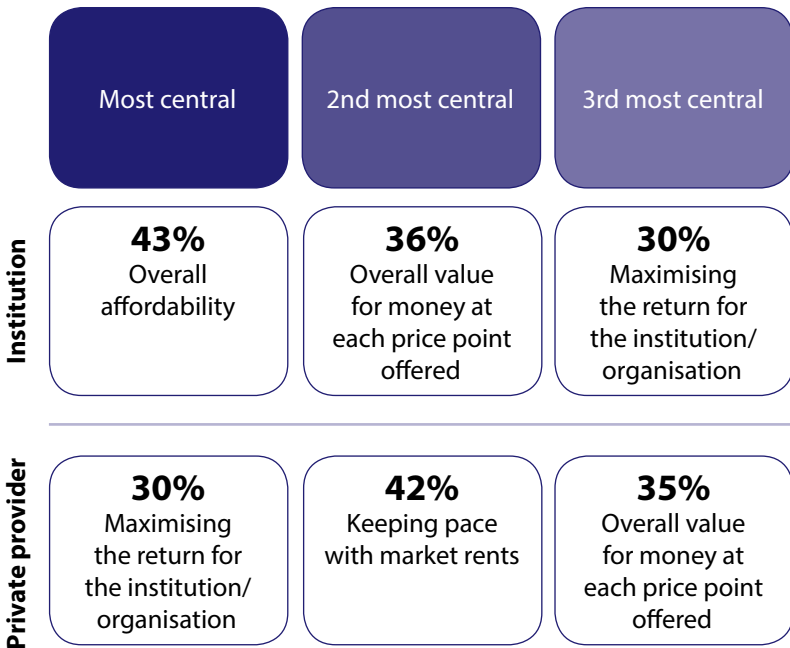 Most central
2nd most central
3rd most central
Institution
43%
Overall
affordability
36%
Overall value
for money at
each price point
offered
30%
Maximising
the return for
the institution/
organisation
Private provider
30%
Maximising
the return for
the institution/
organisation
42%
Keeping pace
with market rents
35%
Overall value
for money at
each price point
offered